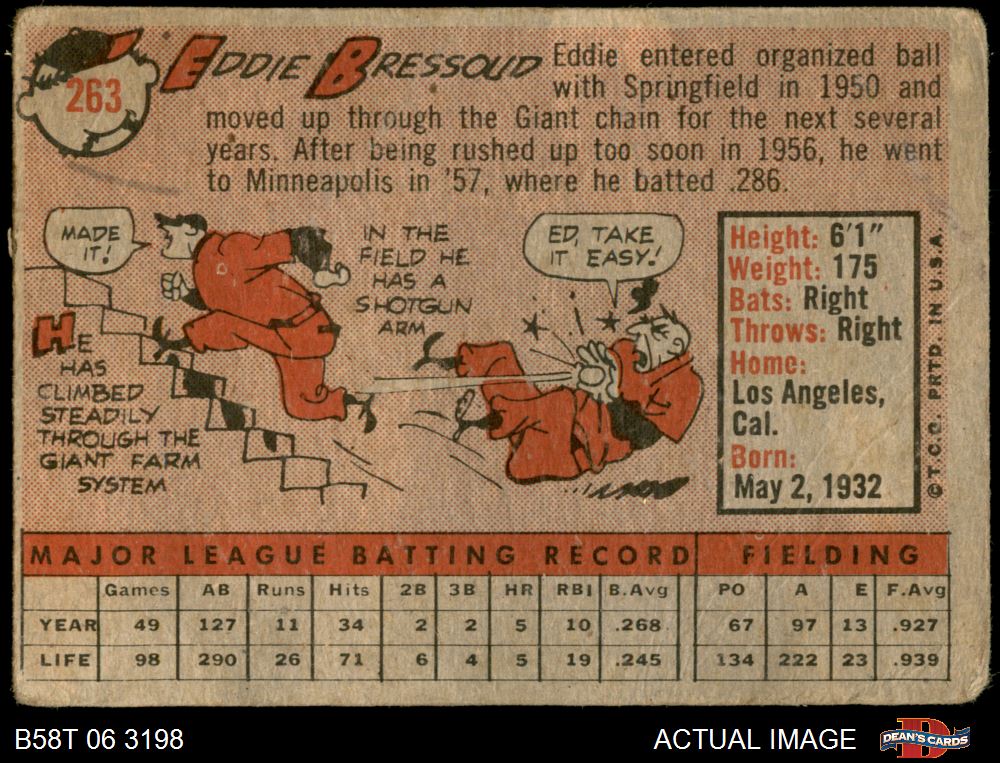 263
EDDIE BRESSOUD
Eddie entered organized ball
with Springfield in 1950 and
moved up through the Giant chain for the next several
years. After being rushed up too soon in 1956, he went
to Minneapolis in '57, where he batted .286.
MADE
IT!
IN THE
FIELD HE
HAS A
SHOTGUN
ARM
ED, TAKE
IT EASY!
HE
HAS
CLIMBED
STEADILY
THROUGH THE
GIANT FARM
SYSTEM
Height: 6'1"
Weight: 175
Bats: Right
Throws: Right
Home:
Los Angeles,
Cal.
Born:
May 2, 1932
©T.C.C. PRTD. IN U.S.A.
MAJOR LEAGUE BATTING RECORD FIELDING
Games AB Runs Hits 2B 3B HR RBI B.Avg PO A E F.Avg
YEAR 49 127 11 34 2 2 5 10 .268 67 97 13 .927
LIFE 98 290 26 71 6 4 5 19 .245 134 222 23 .939
B58T 06 3198
ACTUAL IMAGE
D
DEAN'S CARDS